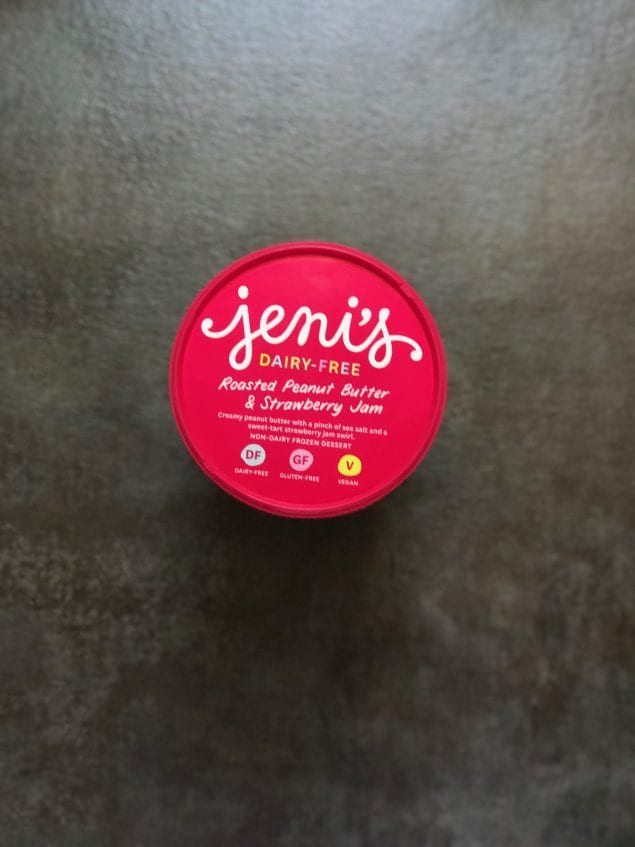 jeni's
DAIRY-FREE
Roasted Peanut Butter
& Strawberry Jam
Creamy peanut butter with a pinch of sea salt and a
sweet-tart strawberry jam swirl.
NON-DAIRY FROZEN DESSERT
DF GF V
DAIRY-FREE GLUTEN-FREE VEGAN